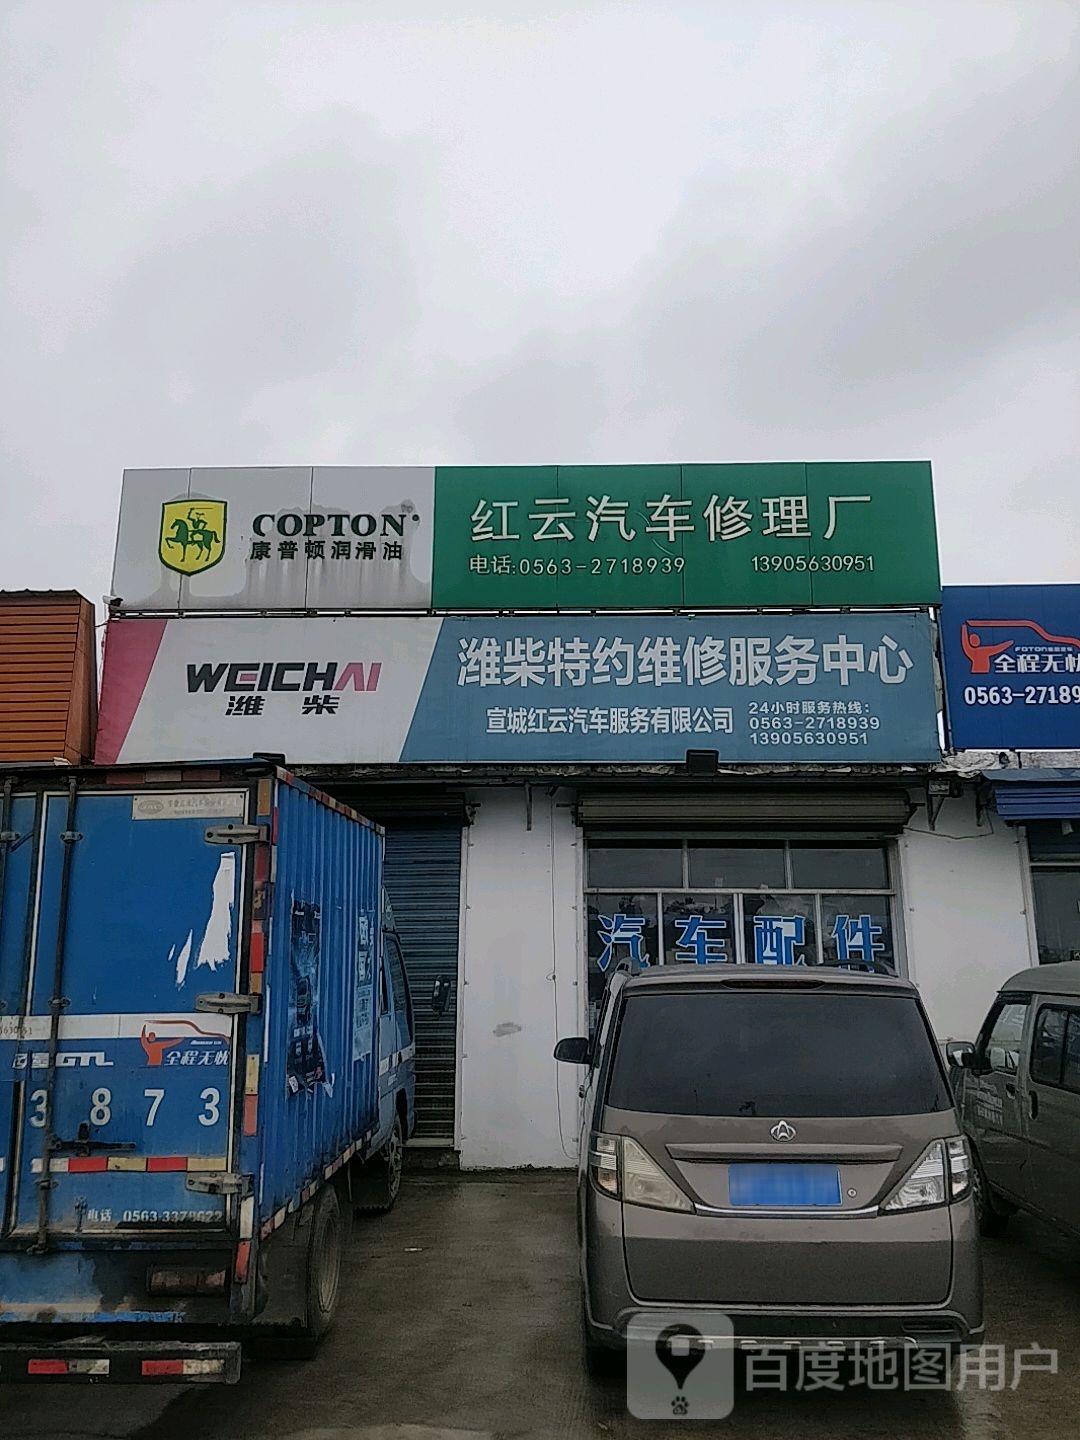 COPTON
康普顿润滑油
红云汽车修理厂
电话:0563-2718939 13905630951
WEICHAI
潍柴
潍柴特约维修服务中心
宣城红云汽车服务有限公司
24小时服务热线:
0563-2718939
13905630951
FOTON
全程无忧
0563-27189
汽车配件
GTL
全程无忧
3873
电话 0563-3378622
百度地图用户